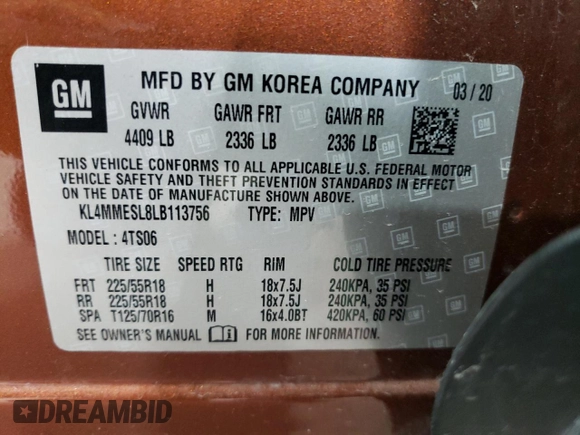 GM MFD BY GM KOREA COMPANY 03 / 20
GVWR GAWR FRT GAWR RR
4409 LB 2336 LB 2336 LB
THIS VEHICLE CONFORMS TO ALL APPLICABLE U.S. FEDERAL MOTOR
VEHICLE SAFETY AND THEFT PREVENTION STANDARDS IN EFFECT
ON THE DATE OF MANUFACTURE SHOWN ABOVE.
KL4MMESL8LB113756 TYPE: MPV
MODEL : 4TS06
TIRE SIZE SPEED RTG RIM COLD TIRE PRESSURE
FRT 225/55R18 H 18x7.5J 240KPA, 35 PSI
RR 225/55R18 H 18x7.5J 240KPA, 35 PSI
SPA T125/70R16 M 16x4.0BT 420KPA, 60 PSI
SEE OWNER'S MANUAL FOR MORE INFORMATION.
DREAMBID